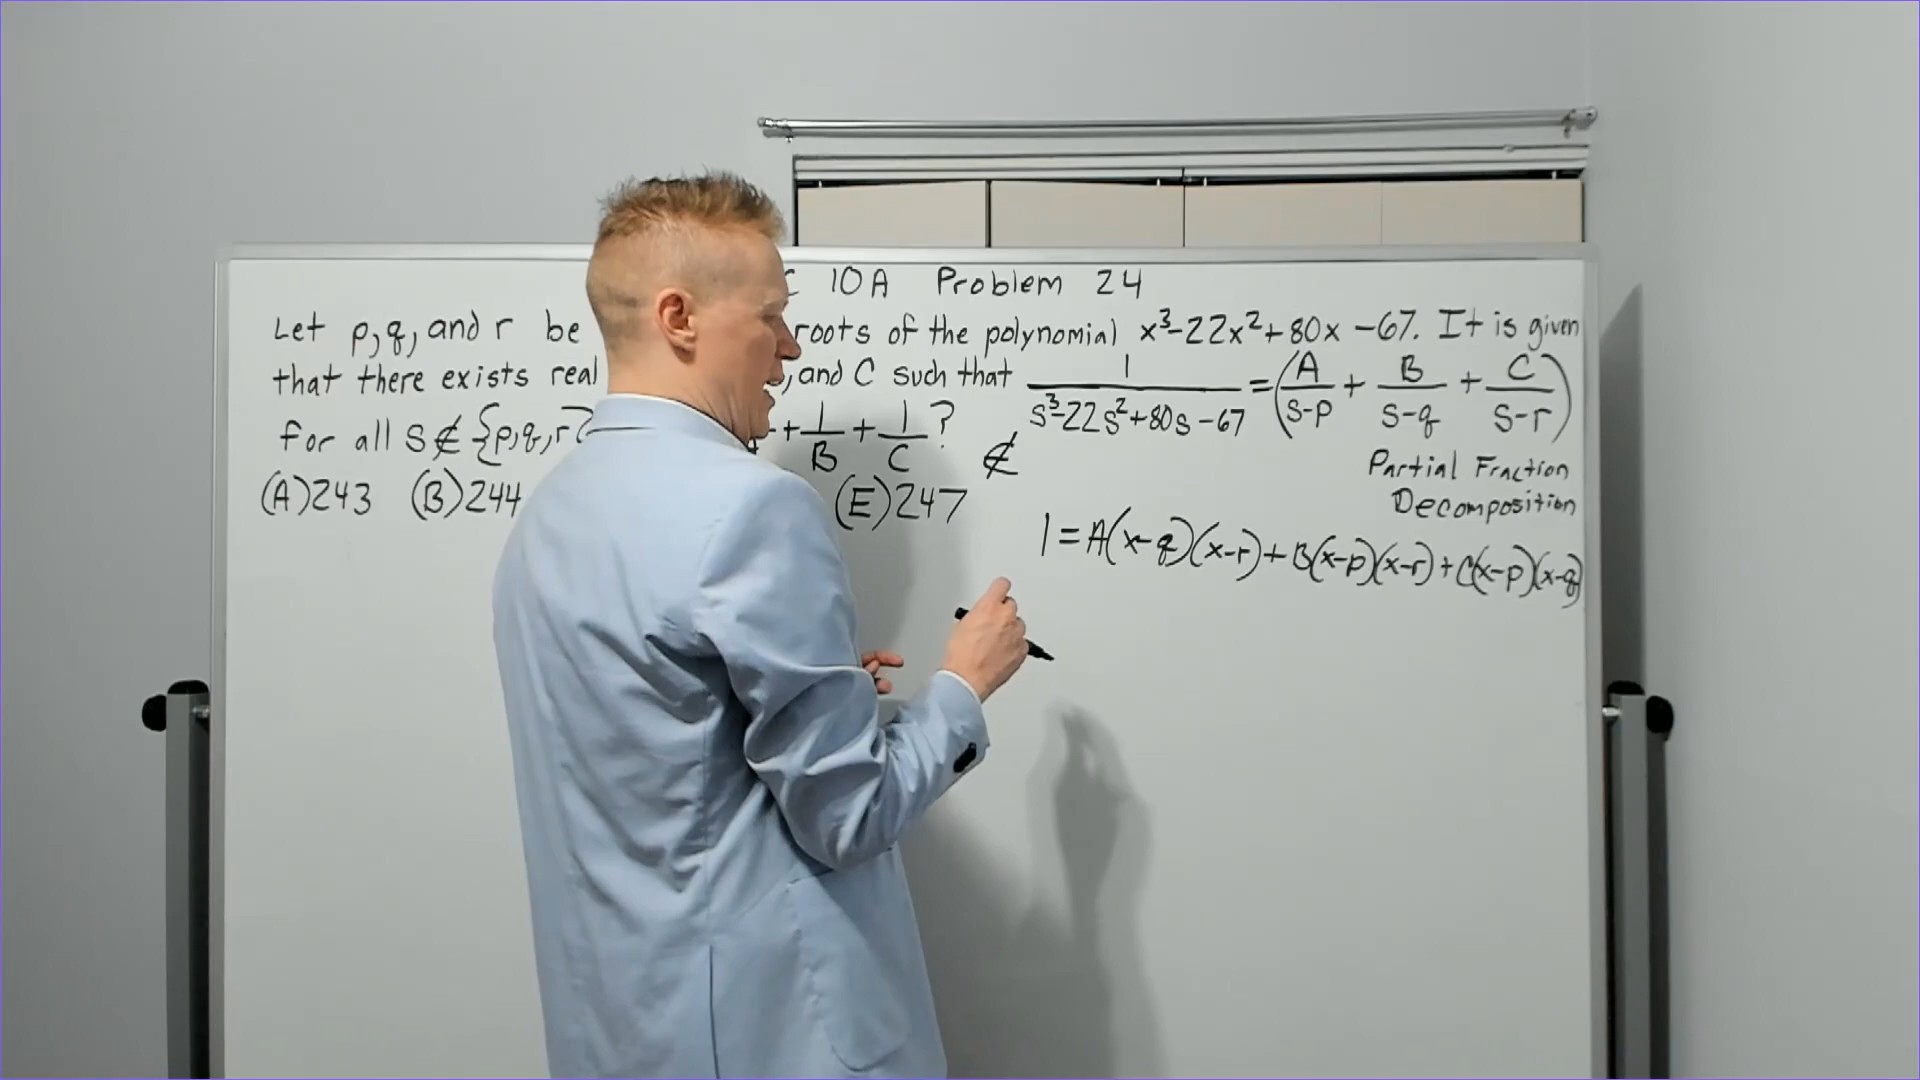 C 10A Problem 24
Let p,q, and r be roots of the polynomial x³-22x²+80x-67. It is given
that there exists real , and C such that 1/(s³-22s²+80s-67) = (A/(s-p) + B/(s-q) + C/(s-r))
for all s∉{p,q,r + 1/B + 1/C ? ∉
(A)243 (B)244 (E)247
Partial Fraction
Decomposition
1=A(x-q)(x-r)+B(x-p)(x-r)+C(x-p)(x-q)